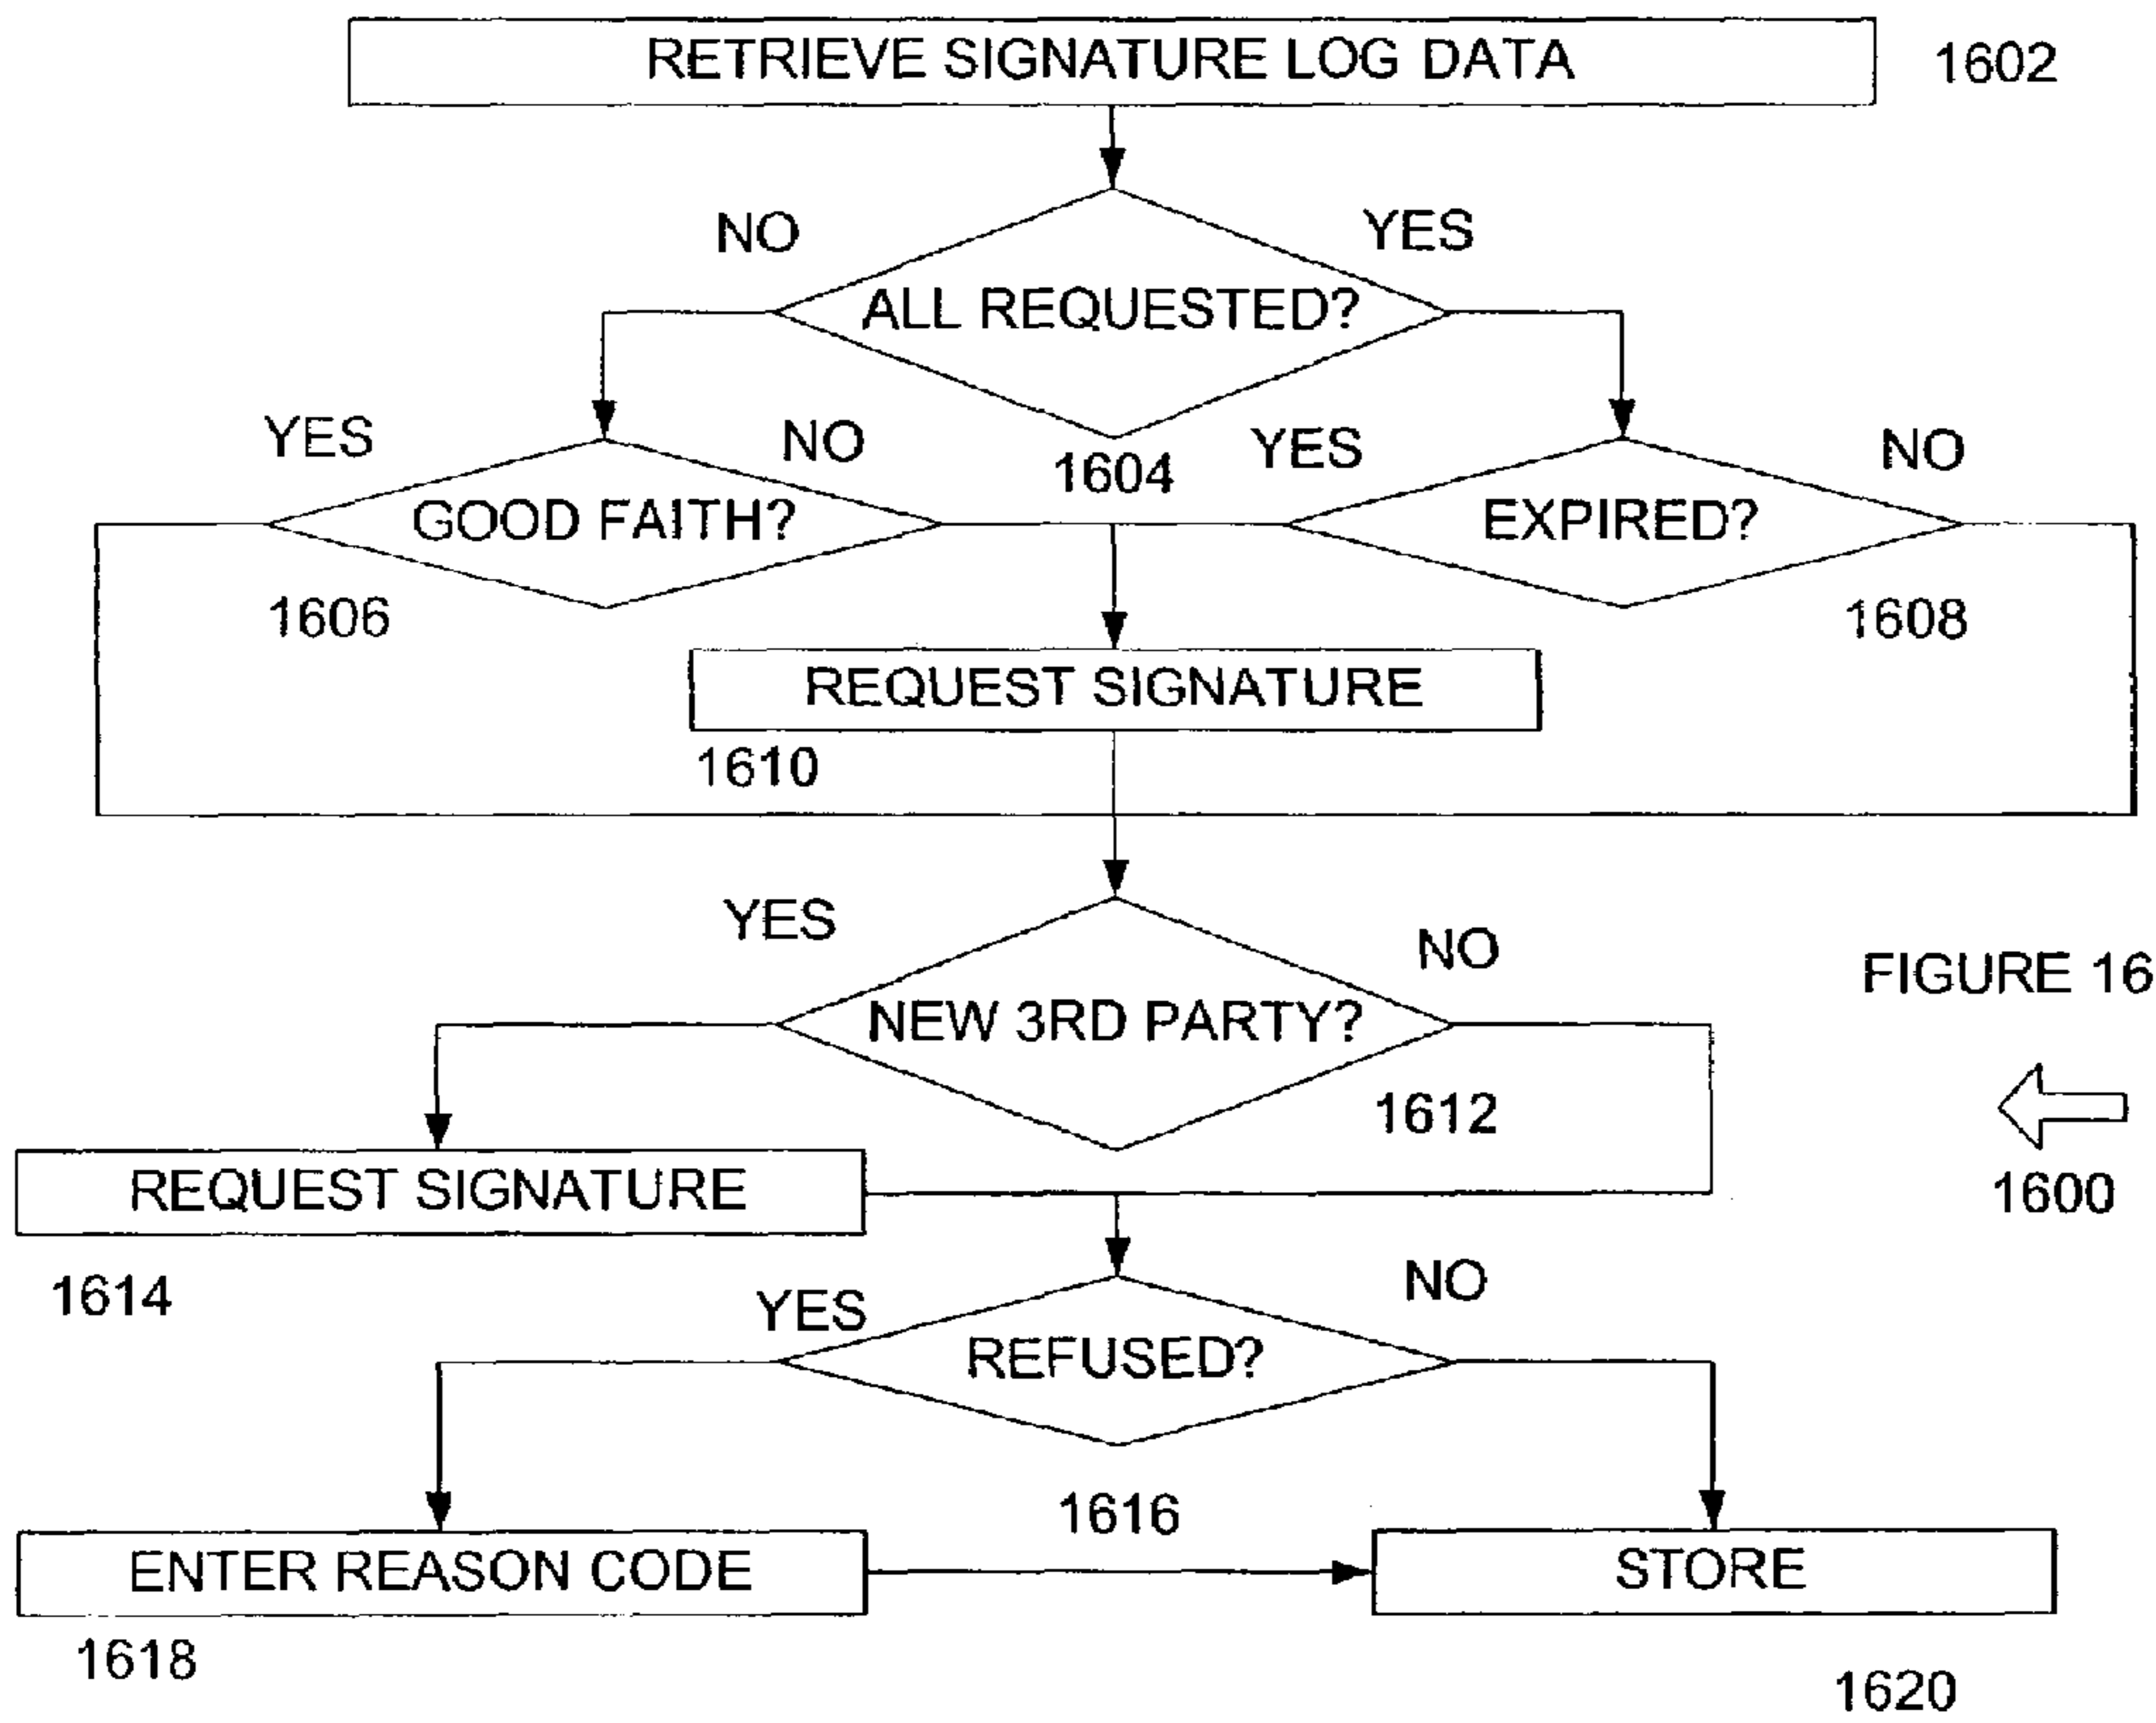 RETRIEVE SIGNATURE LOG DATA
1602
NO
YES
ALL REQUESTED?
1604
YES
NO
GOOD FAITH?
1606
YES
NO
EXPIRED?
1608
REQUEST SIGNATURE
1610
YES
NO
NEW 3RD PARTY?
1612
FIGURE 16
1600
REQUEST SIGNATURE
1614
YES
NO
REFUSED?
1616
ENTER REASON CODE
1618
STORE
1620